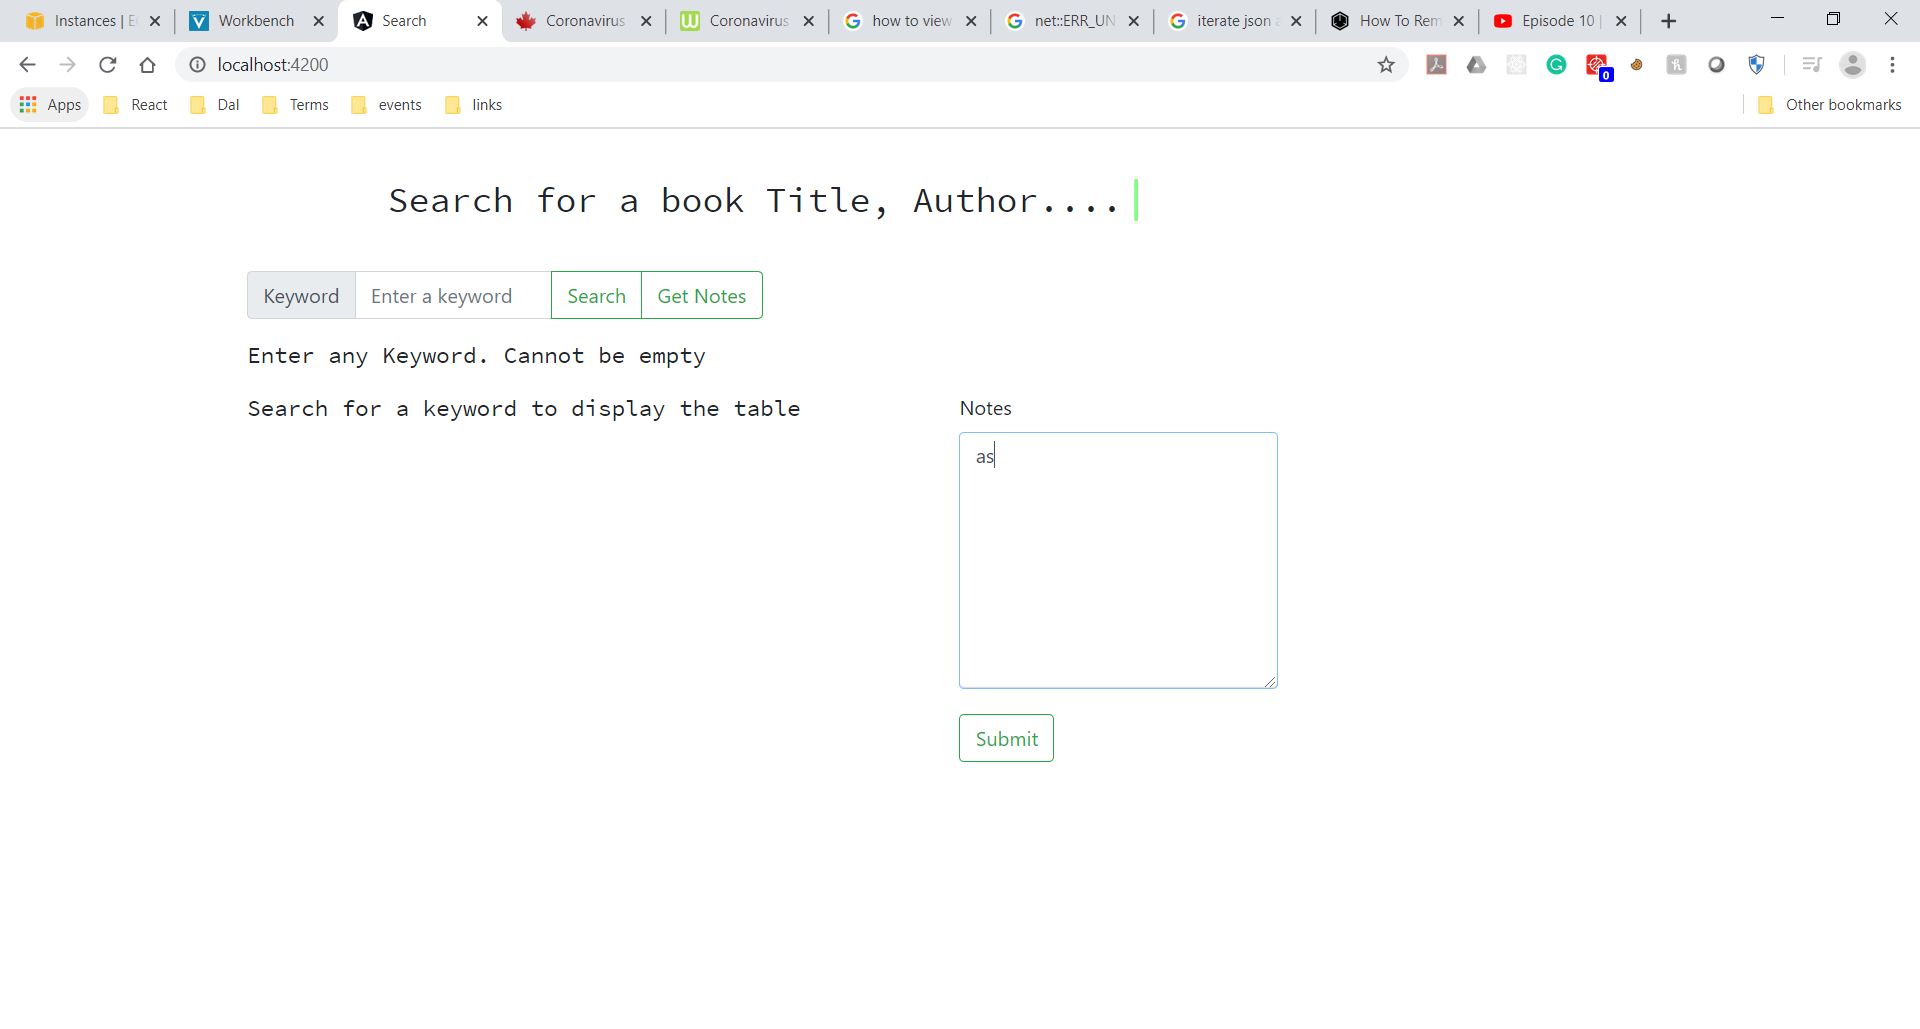 Instances | E
Workbench
Search
Coronavirus
Coronavirus
how to view
net::ERR_UN
iterate json a
How To Rem
Episode 10 |
localhost:4200
0
Apps
React
Dal
Terms
events
links
Other bookmarks
Search for a book Title, Author....
Keyword
Enter a keyword
Search
Get Notes
Enter any Keyword. Cannot be empty
Search for a keyword to display the table
Notes
as
Submit